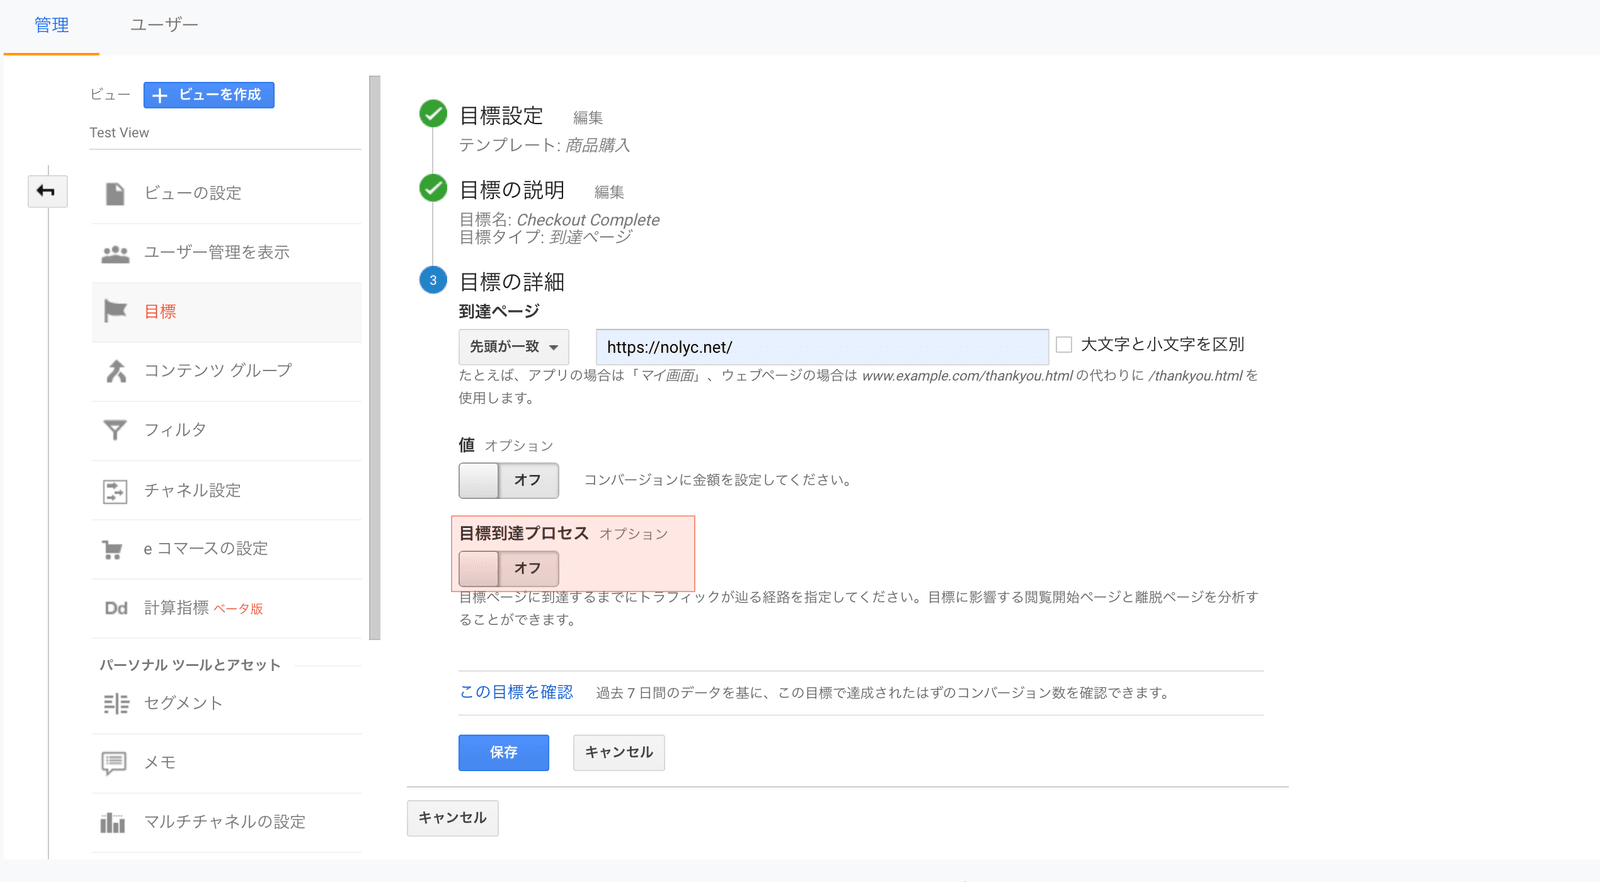 管理
ユーザー
ビュー
ビューを作成
Test View
ビューの設定
ユーザー管理を表示
目標
コンテンツ グループ
フィルタ
チャネル設定
e コマースの設定
Dd 計算指標 ベータ版
パーソナル ツールとアセット
セグメント
メモ
マルチチャネルの設定
目標設定 編集
テンプレート: 商品購入
目標の説明 編集
目標名: Checkout Complete
目標タイプ: 到達ページ
3 目標の詳細
到達ページ
先頭が一致 https://nolyc.net/ 大文字と小文字を区別
たとえば、アプリの場合は「マイ画面」、ウェブページの場合は www.example.com/thankyou.html の代わりに /thankyou.html を
使用します。
値 オプション
オフ コンバージョンに金額を設定してください。
目標到達プロセス オプション
オフ
目標ページに到達するまでにトラフィックが辿る経路を指定してください。目標に影響する閲覧開始ページと離脱ページを分析す
ることができます。
この目標を確認 過去 7 日間のデータを基に、この目標で達成されたはずのコンバージョン数を確認できます。
保存 キャンセル
キャンセル